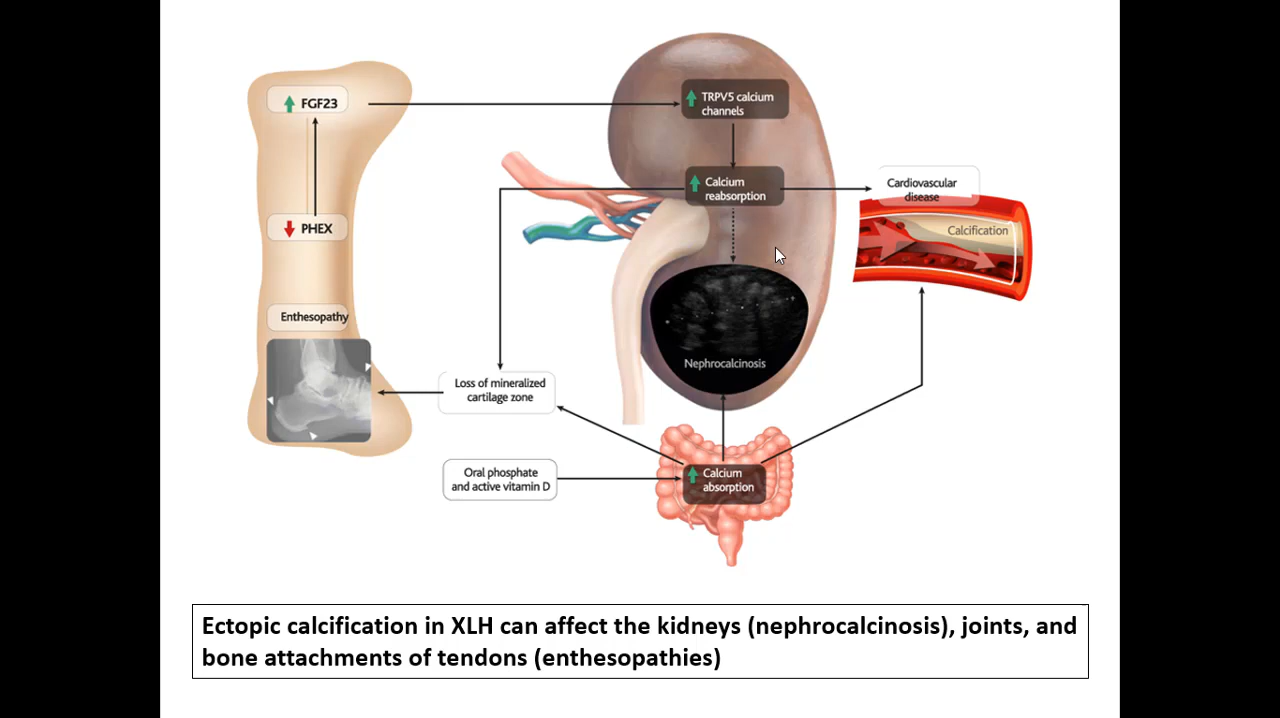 FGF23
TRPV5 calcium
channels
Calcium
reabsorption
Cardiovascular
disease
Calcification
PHEX
Enthesopathy
Nephrocalcinosis
Loss of mineralized
cartilage zone
Oral phosphate
and active vitamin D
Calcium
absorption
Ectopic calcification in XLH can affect the kidneys (nephrocalcinosis), joints, and
bone attachments of tendons (enthesopathies)